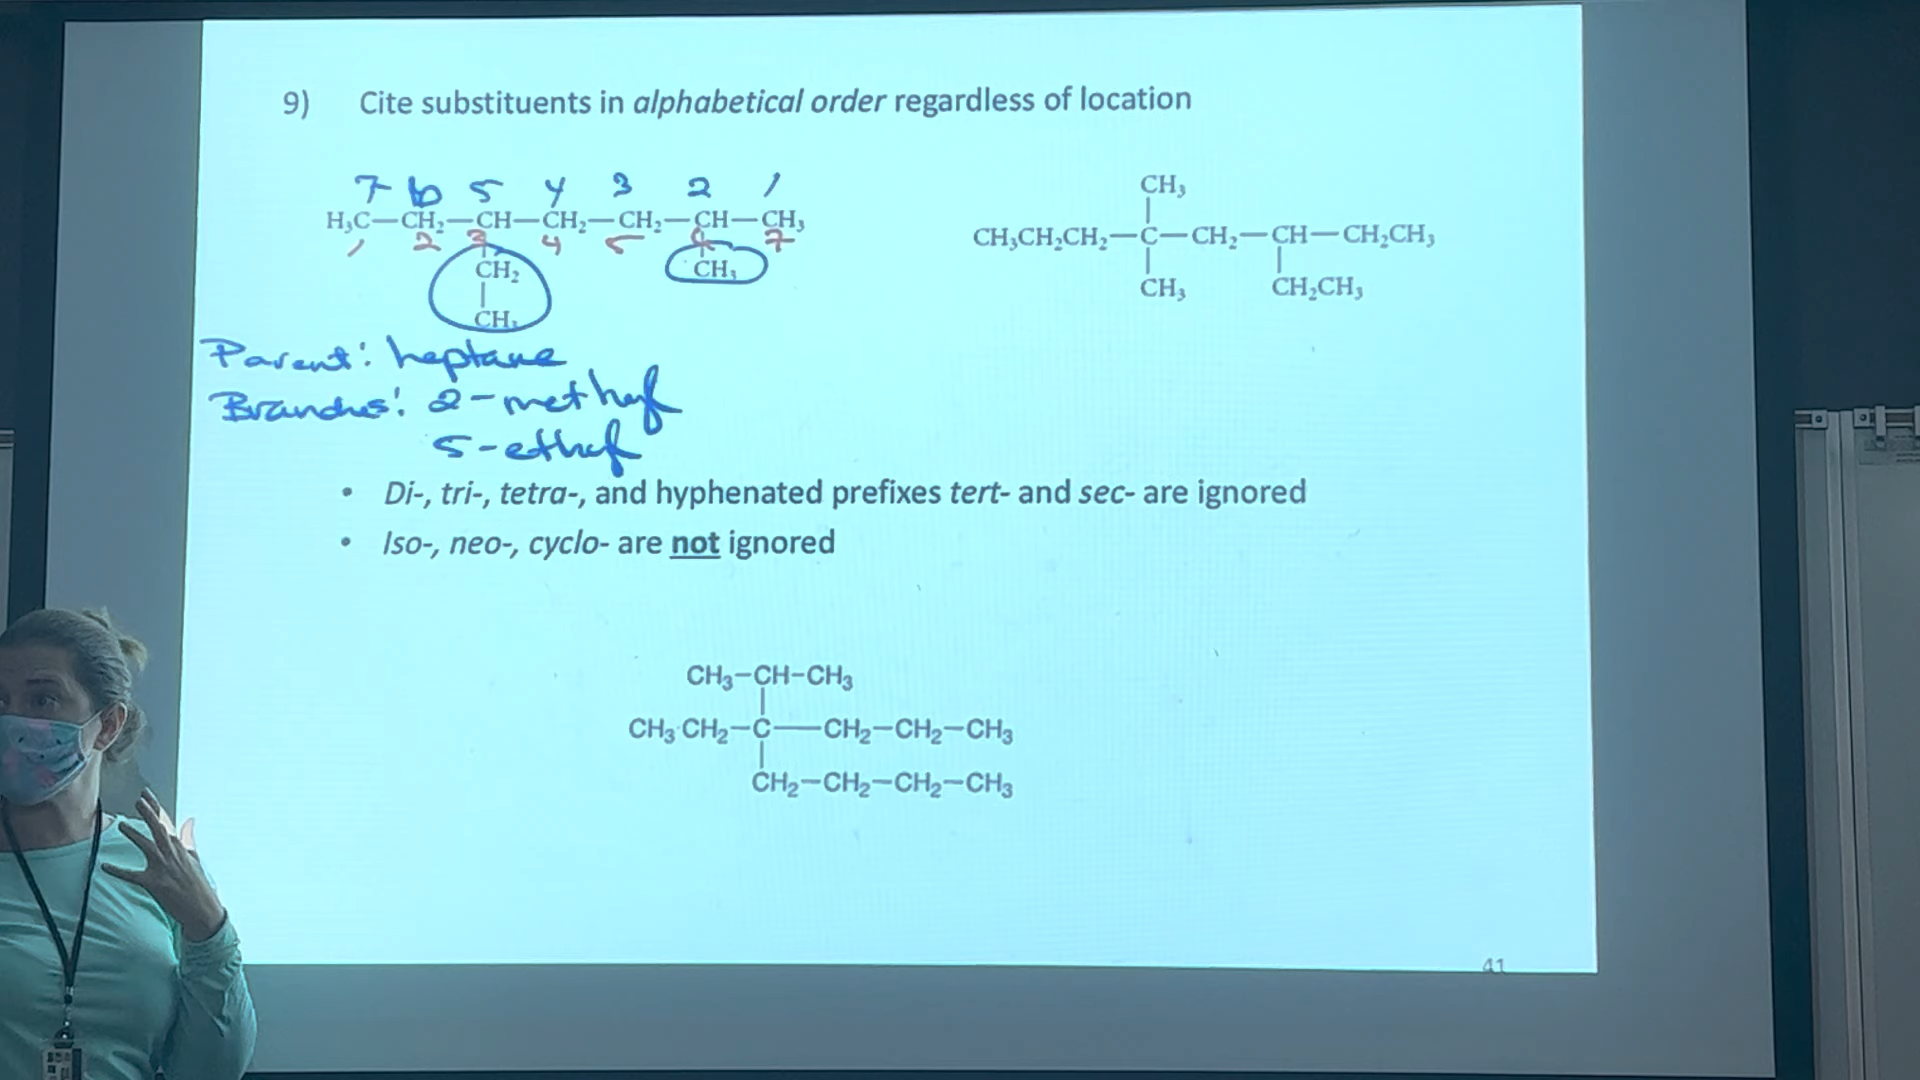 9) Cite substituents in alphabetical order regardless of location
7 6 5 4 3 2 1
H₃C—CH₂—CH—CH₂—CH₂—CH—CH₃
1 2 3 4 5 6 7
CH₂ CH₃
CH₃
CH₃
CH₃CH₂CH₂—C—CH₂—CH—CH₂CH₃
CH₃ CH₂CH₃
Parent: heptane
Branches: 2-methyl
5-ethyl
• Di-, tri-, tetra-, and hyphenated prefixes tert- and sec- are ignored
• Iso-, neo-, cyclo- are not ignored
CH₃-CH-CH₃
CH₃CH₂-C—CH₂-CH₂-CH₃
CH₂-CH₂-CH₂-CH₃
41